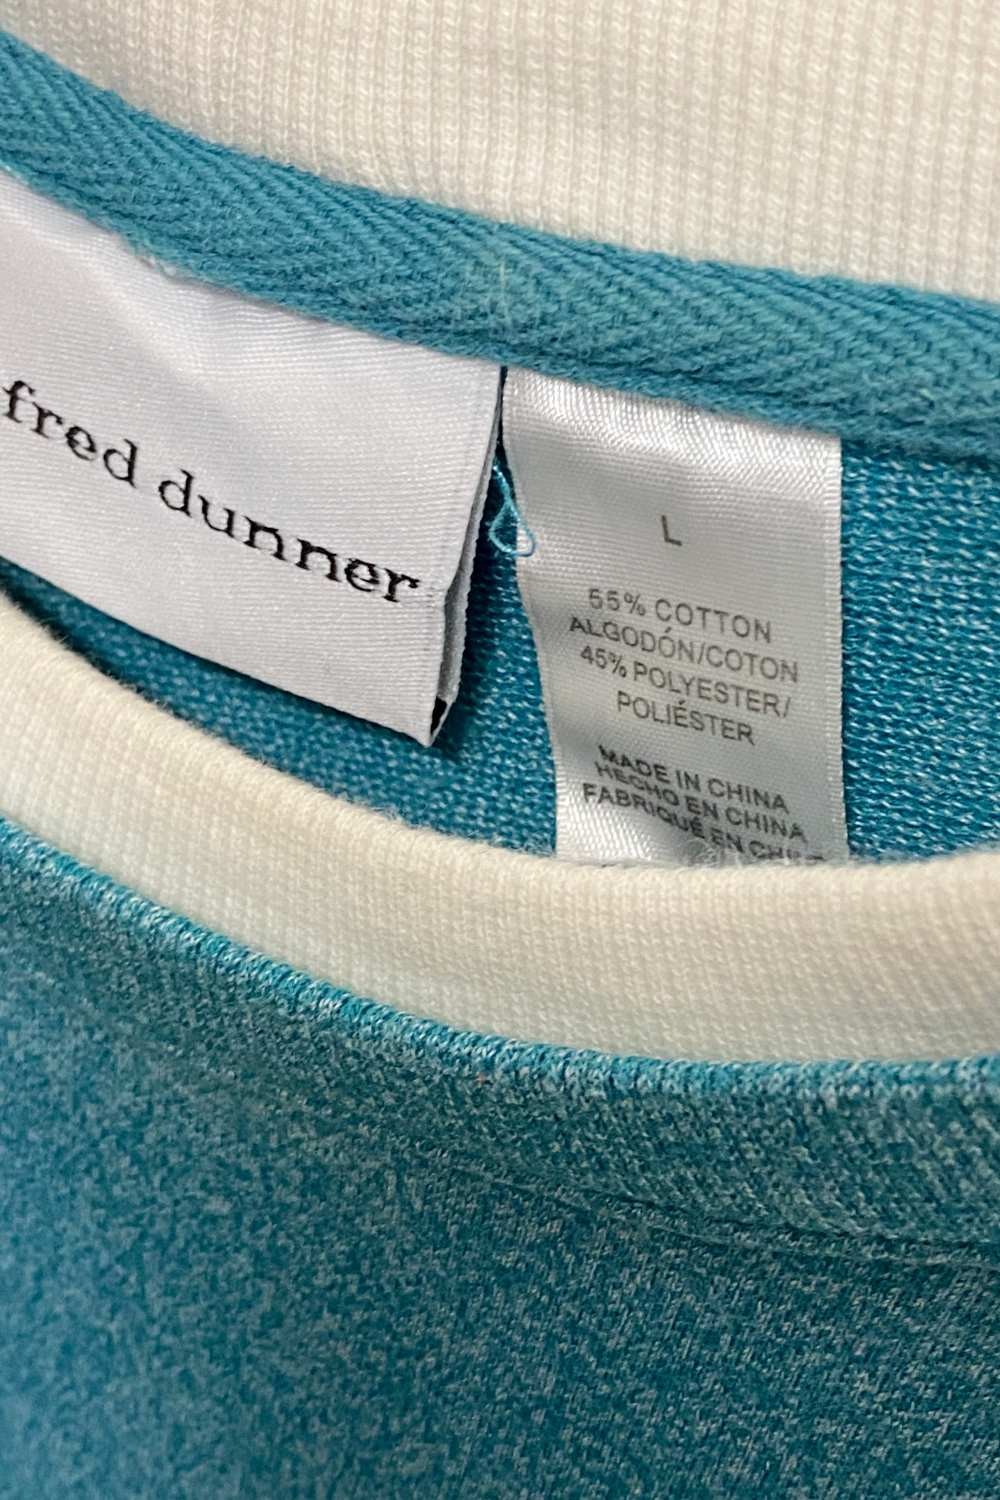 fred dunner
L
55% COTTON
ALGODÓN/COTON
45% POLYESTER/
POLIÉSTER
MADE IN CHINA
HECHO EN CHINA
FABRIQUÉ EN